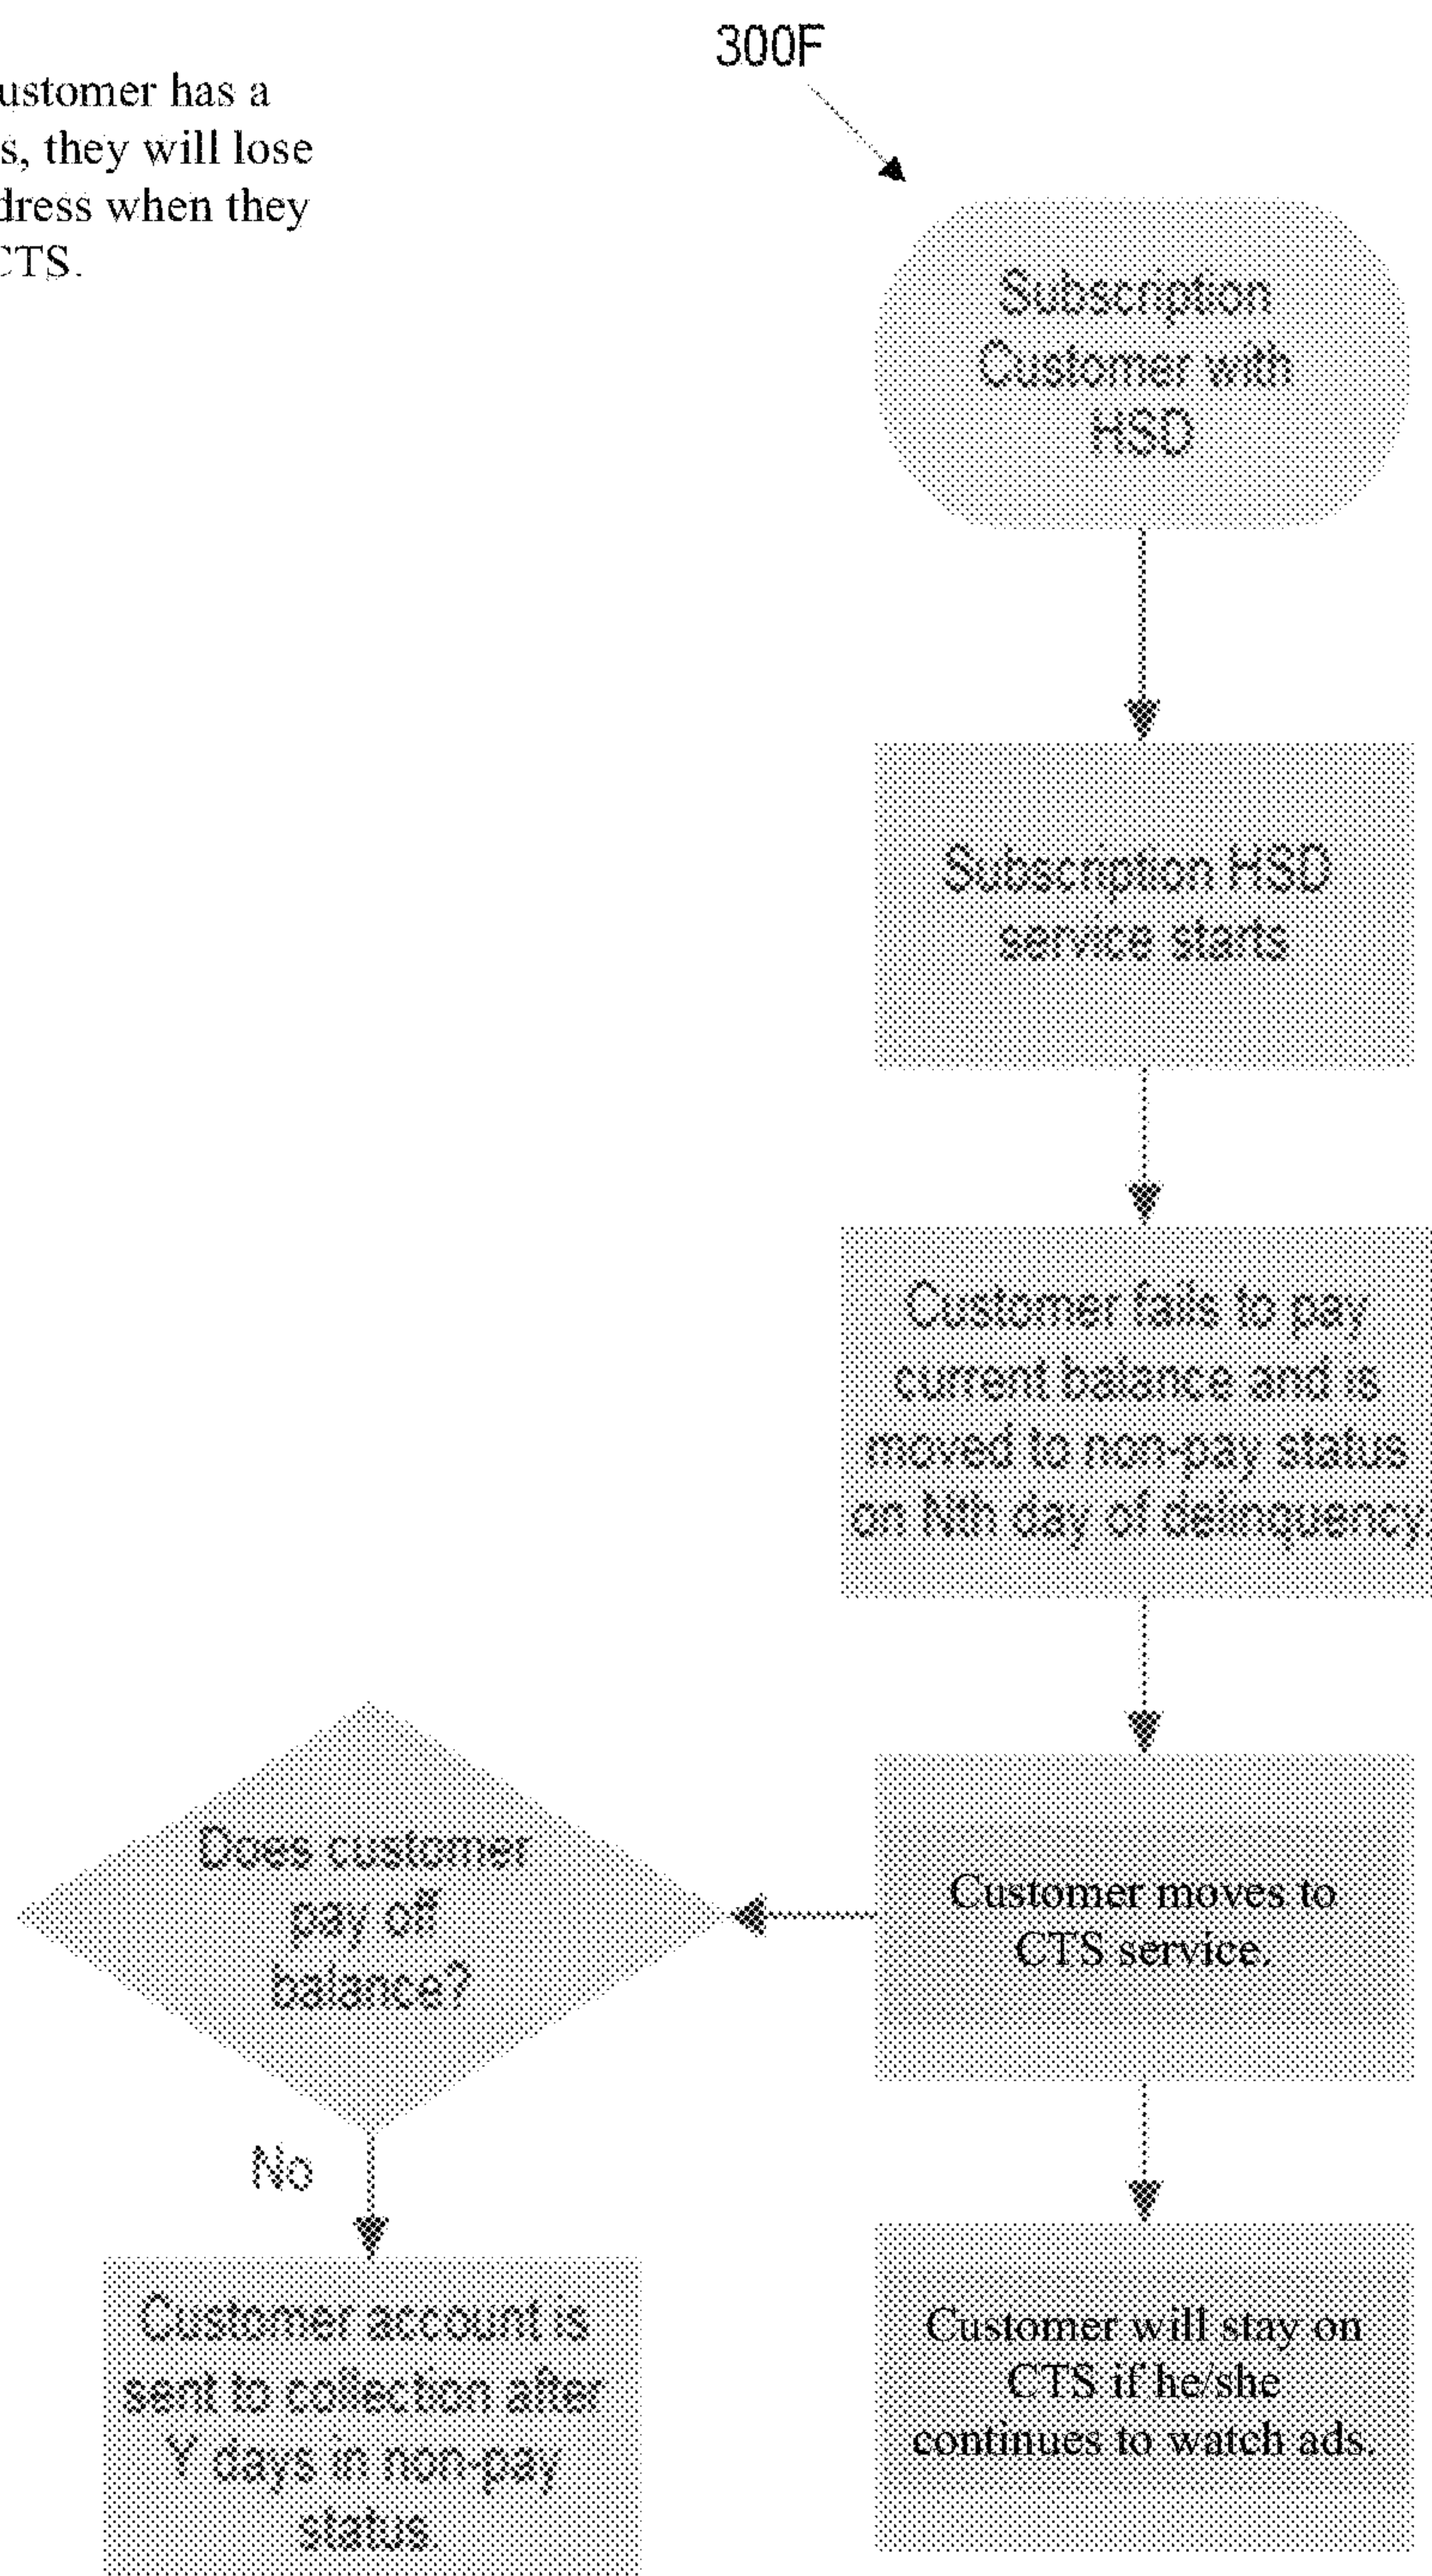 300F
ustomer has a
s, they will lose
dress when they
CTS.
Subscription
Customer with
HSD
Subscription HSD
service starts
Customer fails to pay
current balance and is
moved to non-pay status
on Nth day of delinquency.
Does customer
pay off
balance?
Customer moves to
CTS service.
No
Customer account is
sent to collection after
Y days in non-pay
status.
Customer will stay on
CTS if he/she
continues to watch ads.